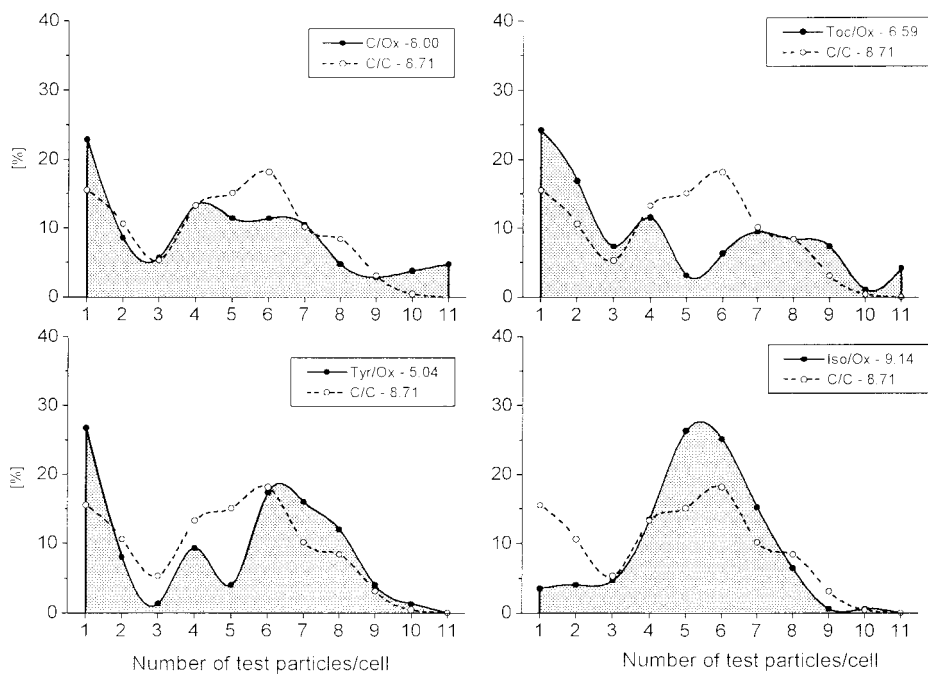 40
30
20
10
0
[%]
C/Ox -6.00
C/C - 8.71
1 2 3 4 5 6 7 8 9 10 11
40
30
20
10
0
Toc/Ox - 6.59
C/C - 8.71
1 2 3 4 5 6 7 8 9 10 11
40
30
20
10
0
[%]
Tyr/Ox - 5.04
C/C - 8.71
1 2 3 4 5 6 7 8 9 10 11
Number of test particles/cell
40
30
20
10
0
Iso/Ox - 9.14
C/C - 8.71
1 2 3 4 5 6 7 8 9 10 11
Number of test particles/cell